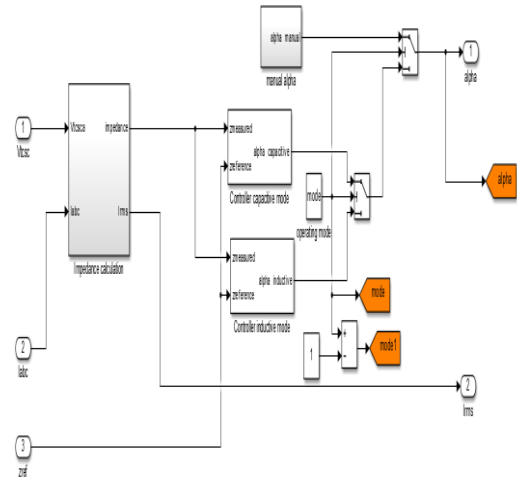 alpha manual
manual alpha
1
alpha
alpha
Vtcsca
impedance
1
Vtcsc
Iabc
Irms
Impedance calculation
zmeasured
alpha capacitive
zreference
Controller capacitive mode
mode
operating mode
zmeasured
alpha inductive
zreference
Controller inductive mode
mode
+
-
1
mode1
2
Iabc
2
Irms
3
zref